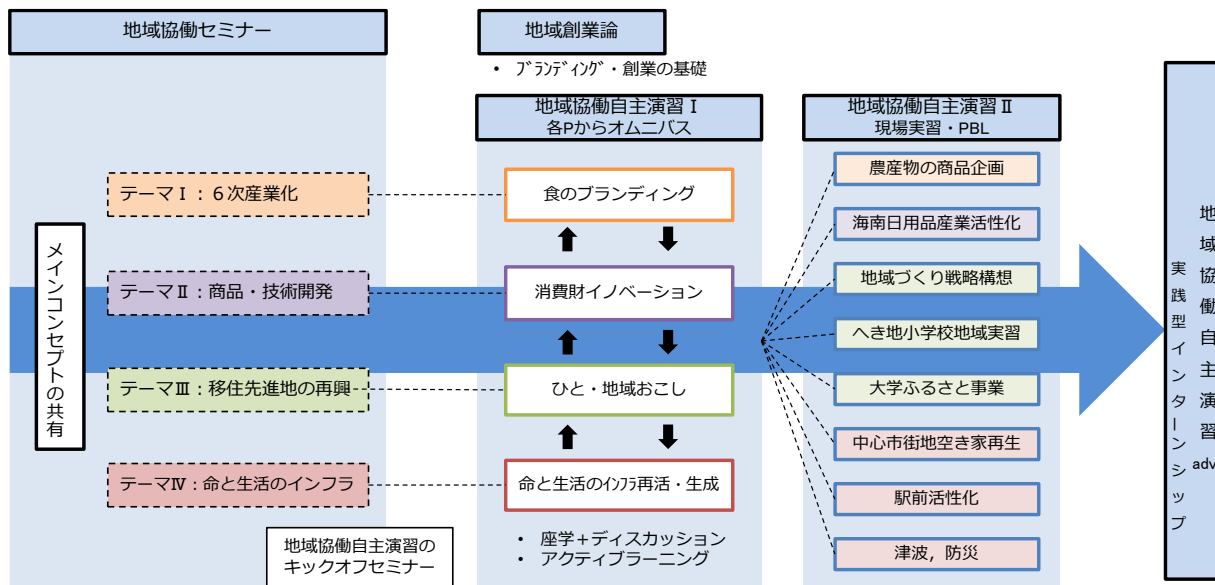 地域協働セミナー
メインコンセプトの共有
テーマⅠ：６次産業化
テーマⅡ：商品・技術開発
テーマⅢ：移住先進地の再興
テーマⅣ：命と生活のインフラ
地域協働自主演習の
キックオフセミナー
地域創業論
• ﾌﾞﾗﾝﾃﾞｨﾝｸﾞ・創業の基礎
地域協働自主演習Ⅰ
各Pからオムニバス
食のブランディング
消費財イノベーション
ひと・地域おこし
命と生活のｲﾝﾌﾗ再活・生成
• 座学＋ディスカッション
• アクティブラーニング
地域協働自主演習Ⅱ
現場実習・PBL
農産物の商品企画
海南日用品産業活性化
地域づくり戦略構想
へき地小学校地域実習
大学ふるさと事業
中心市街地空き家再生
駅前活性化
津波，防災
地域協働自主演習
adv
実践型インターンシップ